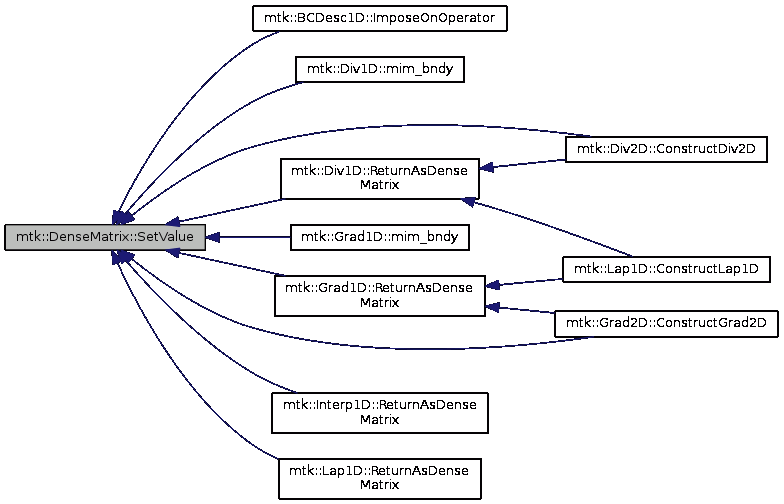 mtk::BCDesc1D::ImposeOnOperator
mtk::Div1D::mim_bndy
mtk::Div2D::ConstructDiv2D
mtk::Div1D::ReturnAsDense
Matrix
mtk::DenseMatrix::SetValue
mtk::Grad1D::mim_bndy
mtk::Lap1D::ConstructLap1D
mtk::Grad1D::ReturnAsDense
Matrix
mtk::Grad2D::ConstructGrad2D
mtk::Interp1D::ReturnAsDense
Matrix
mtk::Lap1D::ReturnAsDense
Matrix